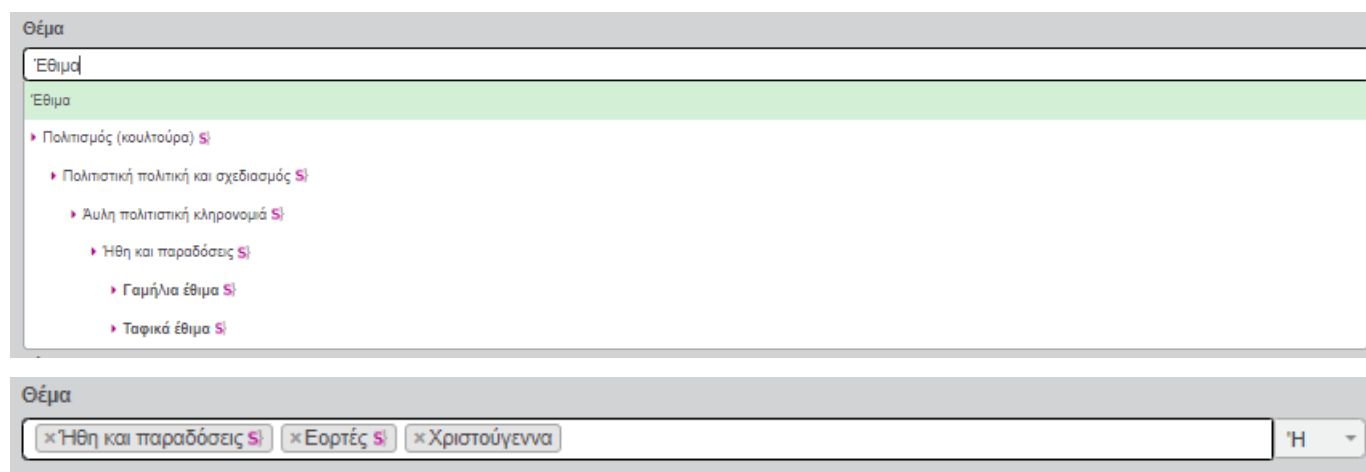 Θέμα
Έθιμα
Έθιμα
Πολιτισμός (κουλτούρα) S}
Πολιτιστική πολιτική και σχεδιασμός S}
Άυλη πολιτιστική κληρονομιά S}
Ήθη και παραδόσεις S}
Γαμήλια έθιμα S}
Ταφικά έθιμα S}
Θέμα
×Ήθη και παραδόσεις S} ×Εορτές S} ×Χριστούγεννα Ή